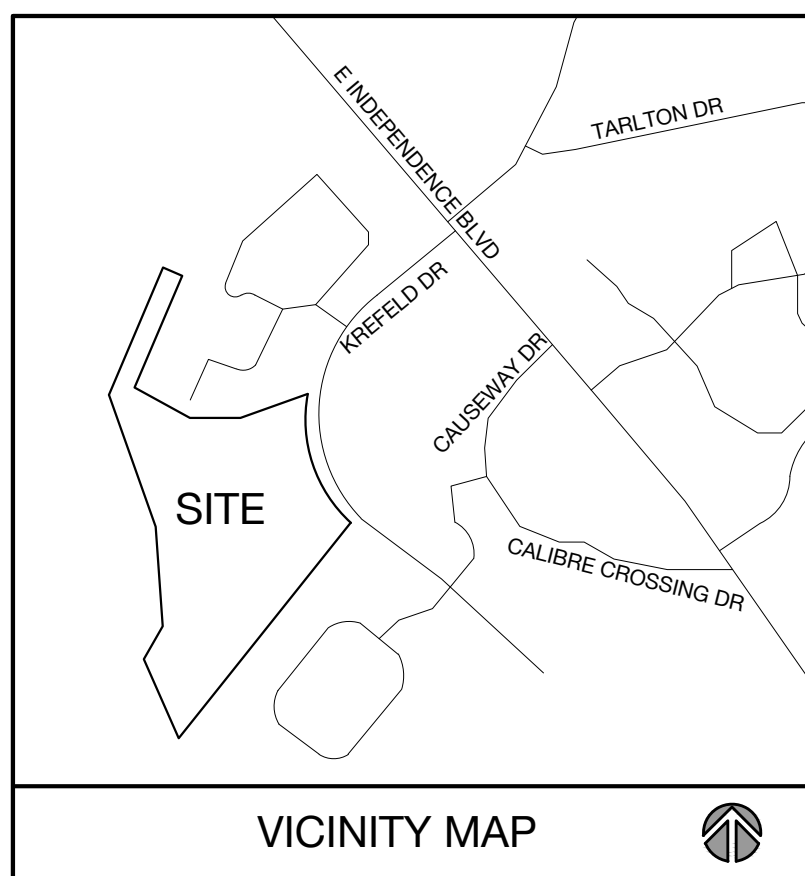 E INDEPENDENCE BLVD
TARLTON DR
KREFELD DR
CAUSEWAY DR
SITE
CALIBRE CROSSING DR
VICINITY MAP